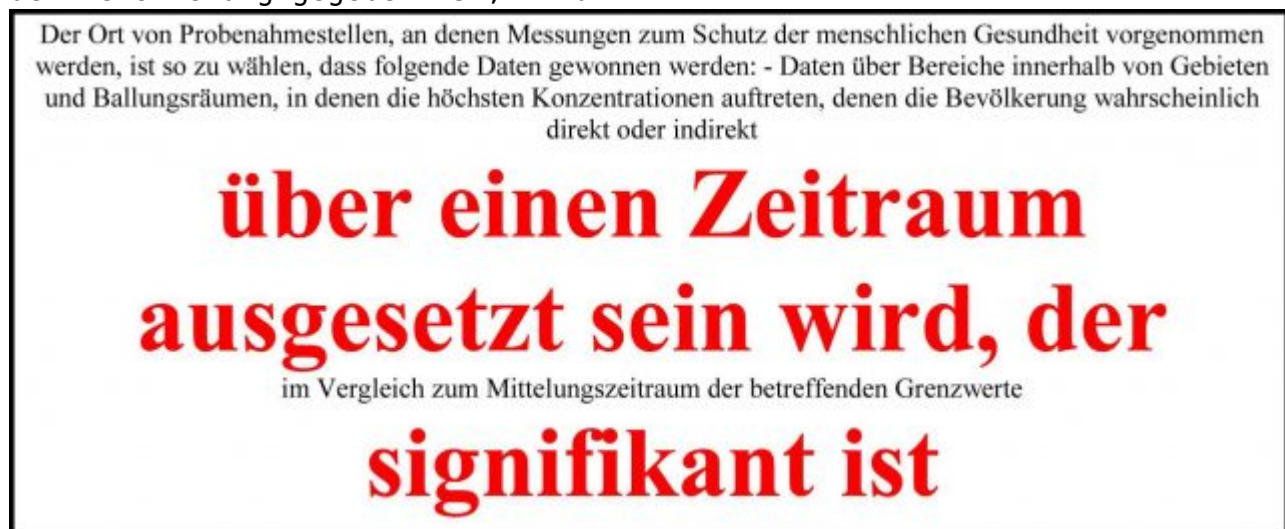 Der Ort von Probenahmestellen, an denen Messungen zum Schutz der menschlichen Gesundheit vorgenommen
werden, ist so zu wählen, dass folgende Daten gewonnen werden: - Daten über Bereiche innerhalb von Gebieten
und Ballungsräumen, in denen die höchsten Konzentrationen auftreten, denen die Bevölkerung wahrscheinlich
direkt oder indirekt
über einen Zeitraum
ausgesetzt sein wird, der
im Vergleich zum Mittelungszeitraum der betreffenden Grenzwerte
signifikant ist